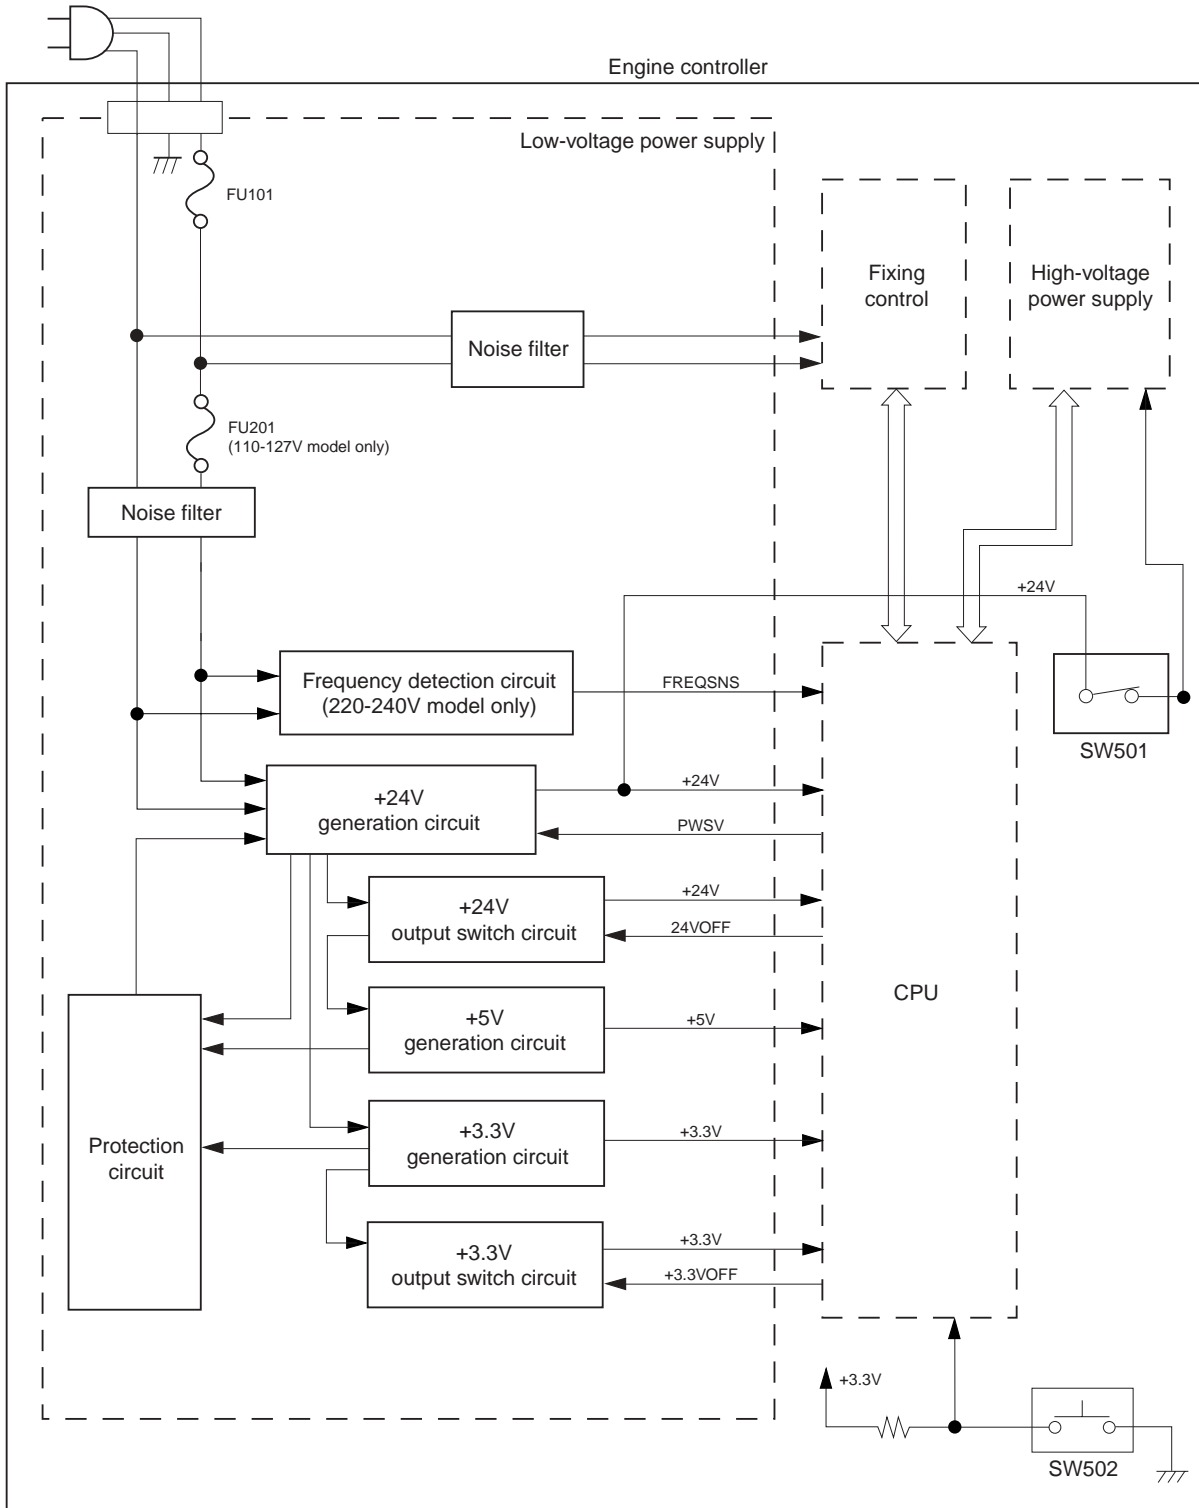 Engine controller
Low-voltage power supply
FU101
Fixing
control
High-voltage
power supply
Noise filter
FU201
(110-127V model only)
Noise filter
+24V
Frequency detection circuit
(220-240V model only)
FREQSNS
SW501
+24V
generation circuit
+24V
PWSV
+24V
output switch circuit
+24V
24VOFF
CPU
+5V
generation circuit
+5V
Protection
circuit
+3.3V
generation circuit
+3.3V
+3.3V
output switch circuit
+3.3V
+3.3VOFF
+3.3V
SW502